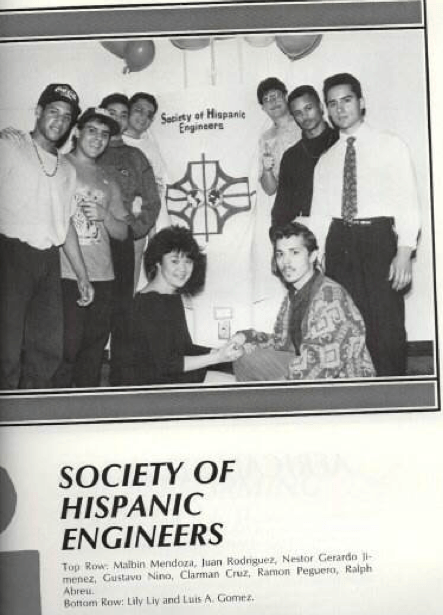 Society of Hispanic
Engineers
SOCIETY OF
HISPANIC
ENGINEERS
Top Row: Malbin Mendoza, Juan Rodriguez, Nestor Gerardo Ji-
menez, Gustavo Nino, Clarman Cruz, Ramon Peguero, Ralph
Abreu.
Bottom Row: Lily Liy and Luis A. Gomez.